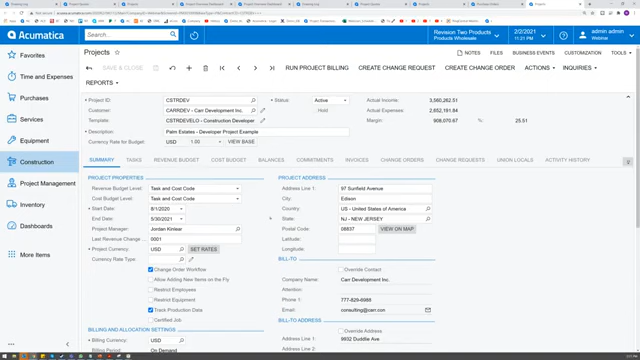 Acumatica
Search...
Revision Two Products
Products Wholesale
2/2/2021
11:21 PM
admin admin
Webinar
Favorites
Time and Expenses
Purchases
Services
Equipment
Construction
Project Management
Inventory
Dashboards
More Items
Projects
NOTES FILES BUSINESS EVENTS CUSTOMIZATION TOOLS
SAVE & CLOSE RUN PROJECT BILLING CREATE CHANGE REQUEST CREATE CHANGE ORDER ACTIONS INQUIRIES
REPORTS
Project ID: CSTRDEV
Customer: CARRDEV - Carr Development Inc.
Template: CSTRDEVELO - Construction Developer
Description: Palm Estates - Developer Project Example
Currency Rate for Budget: USD 1.00 VIEW BASE
Status: Active
Hold
Actual Income: 3,560,262.51
Actual Expenses: 2,652,191.84
Margin: 908,070.67 %: 25.51
SUMMARY TASKS REVENUE BUDGET COST BUDGET BALANCES COMMITMENTS INVOICES CHANGE ORDERS CHANGE REQUESTS UNION LOCALS ACTIVITY HISTORY
PROJECT PROPERTIES
Revenue Budget Level: Task and Cost Code
Cost Budget Level: Task and Cost Code
Start Date: 8/1/2020
End Date: 5/30/2021
Project Manager: Jordan Kinlear
Last Revenue Change ... 0001
Project Currency: USD SET RATES
Currency Rate Type:
Change Order Workflow
Allow Adding New Items on the Fly
Restrict Employees
Restrict Equipment
Track Production Data
Certified Job
BILLING AND ALLOCATION SETTINGS
Billing Currency: USD
Billing Period: On Demand
PROJECT ADDRESS
Address Line 1: 97 Sunfield Avenue
City: Edison
Country: US - United States of America
State: NJ - NEW JERSEY
Postal Code: 08837 VIEW ON MAP
Latitude:
Longitude:
BILL-TO
Override Contact
Company Name: Carr Development Inc.
Attention:
Phone 1: 777-829-0988
Email: consulting@carr.con
BILL-TO ADDRESS
Override Address
Address Line 1: 9932 Duddle Ave
Address Line 2: